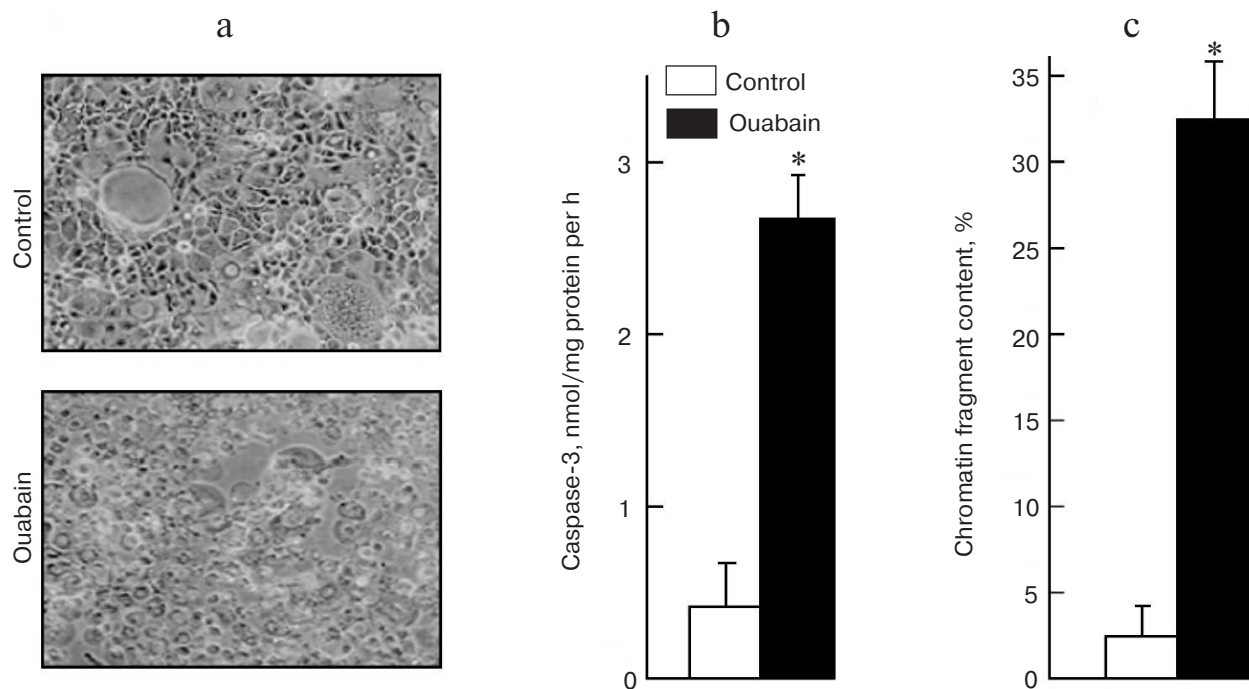 a
Control
Ouabain
b
Control
Ouabain
*
Caspase-3, nmol/mg protein per h
3
2
1
0
c
*
Chromatin fragment content, %
35
30
25
20
15
10
5
0